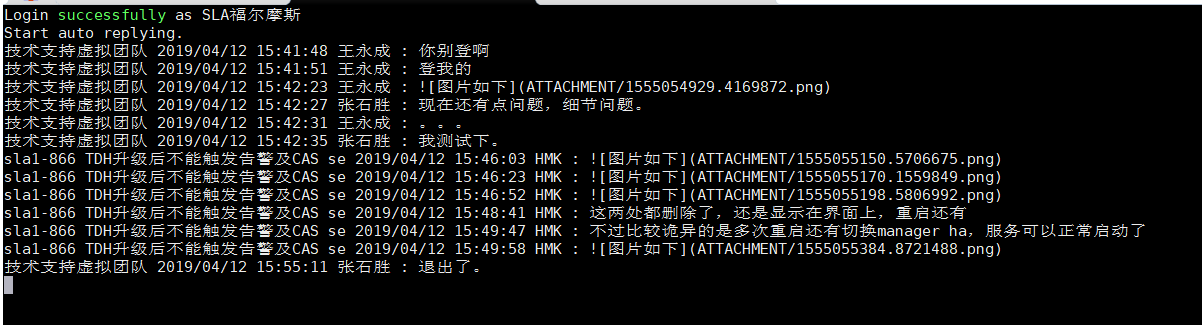 Login successfully as SLA福尔摩斯
Start auto replying.
技术支持虚拟团队 2019/04/12 15:41:48 王永成 : 你别登啊
技术支持虚拟团队 2019/04/12 15:41:51 王永成 : 登我的
技术支持虚拟团队 2019/04/12 15:42:23 王永成 : ![图片如下](ATTACHMENT/1555054929.4169872.png)
技术支持虚拟团队 2019/04/12 15:42:27 张石胜 : 现在还有点问题，细节问题。
技术支持虚拟团队 2019/04/12 15:42:31 王永成 : 。。。
技术支持虚拟团队 2019/04/12 15:42:35 张石胜 : 我测试下。
sla1-866 TDH升级后不能触发告警及CAS se 2019/04/12 15:46:03 HMK : ![图片如下](ATTACHMENT/1555055150.5706675.png)
sla1-866 TDH升级后不能触发告警及CAS se 2019/04/12 15:46:23 HMK : ![图片如下](ATTACHMENT/1555055170.1559849.png)
sla1-866 TDH升级后不能触发告警及CAS se 2019/04/12 15:46:52 HMK : ![图片如下](ATTACHMENT/1555055198.5806992.png)
sla1-866 TDH升级后不能触发告警及CAS se 2019/04/12 15:48:41 HMK : 这两处都删除了，还是显示在界面上，重启还有
sla1-866 TDH升级后不能触发告警及CAS se 2019/04/12 15:49:47 HMK : 不过比较诡异的是多次重启还有切换manager ha，服务可以正常启动了
sla1-866 TDH升级后不能触发告警及CAS se 2019/04/12 15:49:58 HMK : ![图片如下](ATTACHMENT/1555055384.8721488.png)
技术支持虚拟团队 2019/04/12 15:55:11 张石胜 : 退出了。